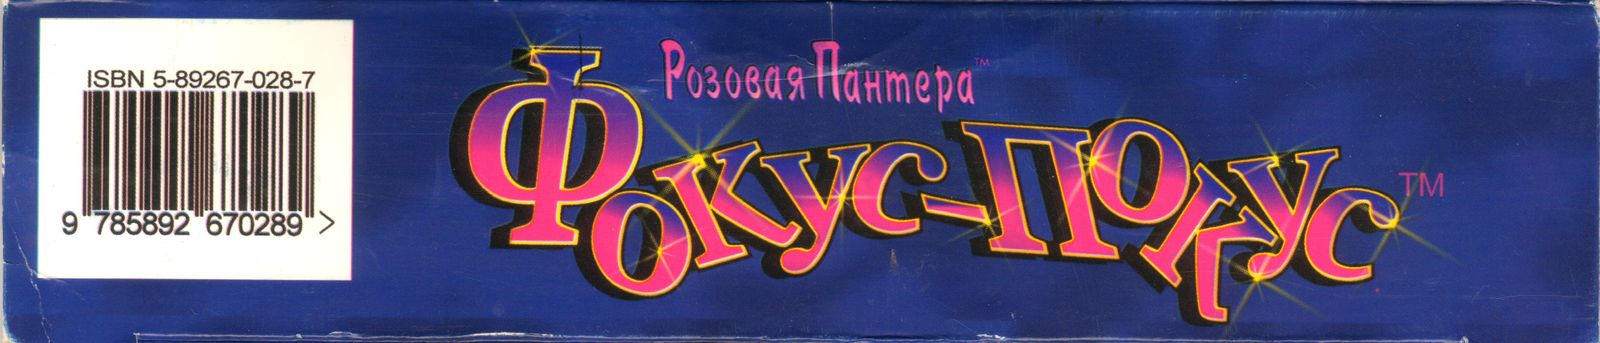 ISBN 5-89267-028-7
9 785892 670289 >
Розовая Пантера™
Фокус-покус™